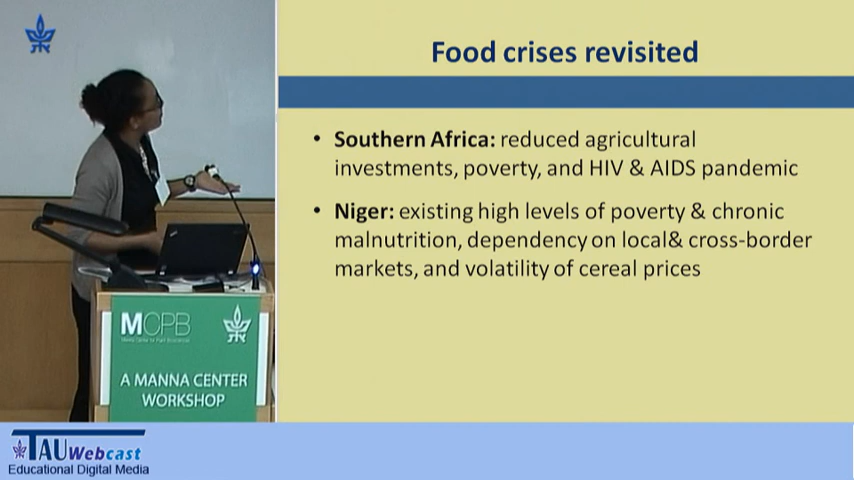 Food crises revisited
• Southern Africa: reduced agricultural
investments, poverty, and HIV & AIDS pandemic
• Niger: existing high levels of poverty & chronic
malnutrition, dependency on local& cross-border
markets, and volatility of cereal prices
MCPB
A MANNA CENTER
WORKSHOP
TAU Webcast
Educational Digital Media